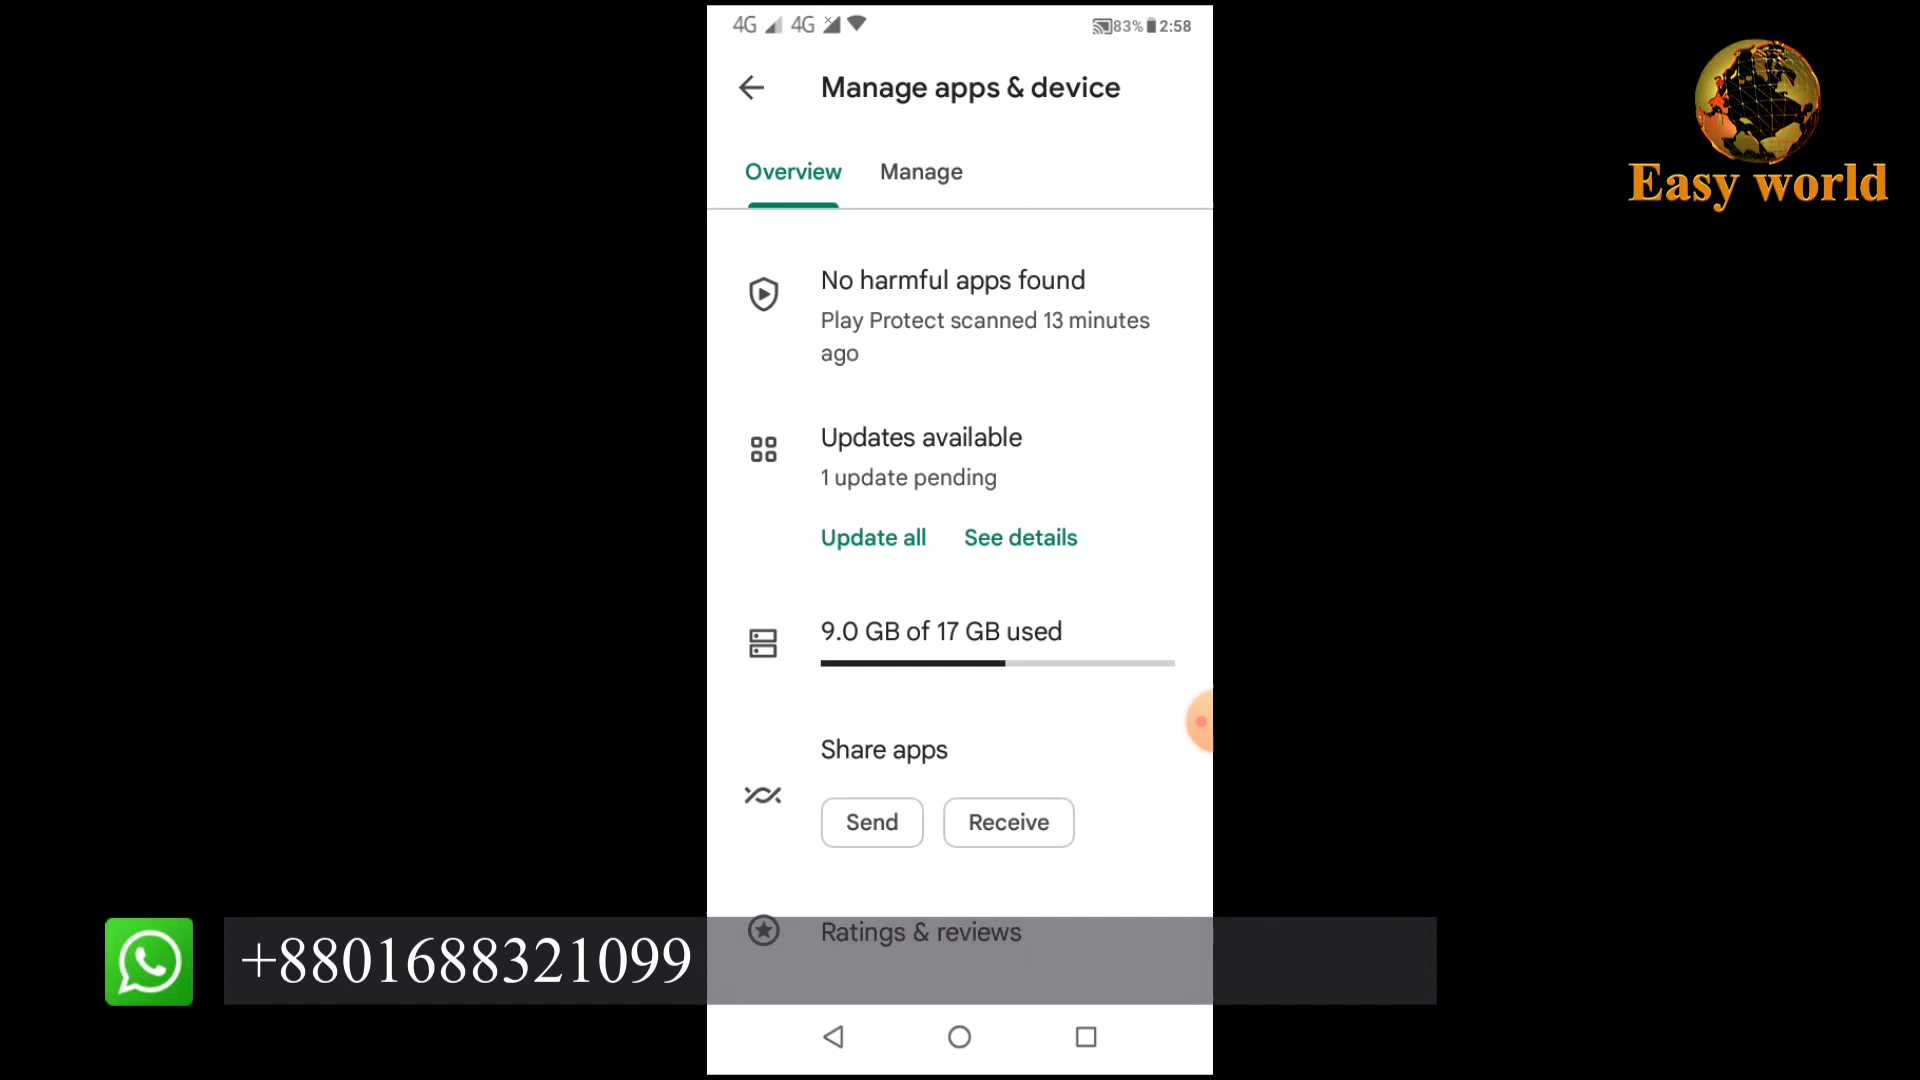 4G 4G 83% 2:58
Manage apps & device
Overview Manage
No harmful apps found
Play Protect scanned 13 minutes
ago
Updates available
1 update pending
Update all See details
9.0 GB of 17 GB used
Share apps
Send Receive
Ratings & reviews
+8801688321099
Easy world